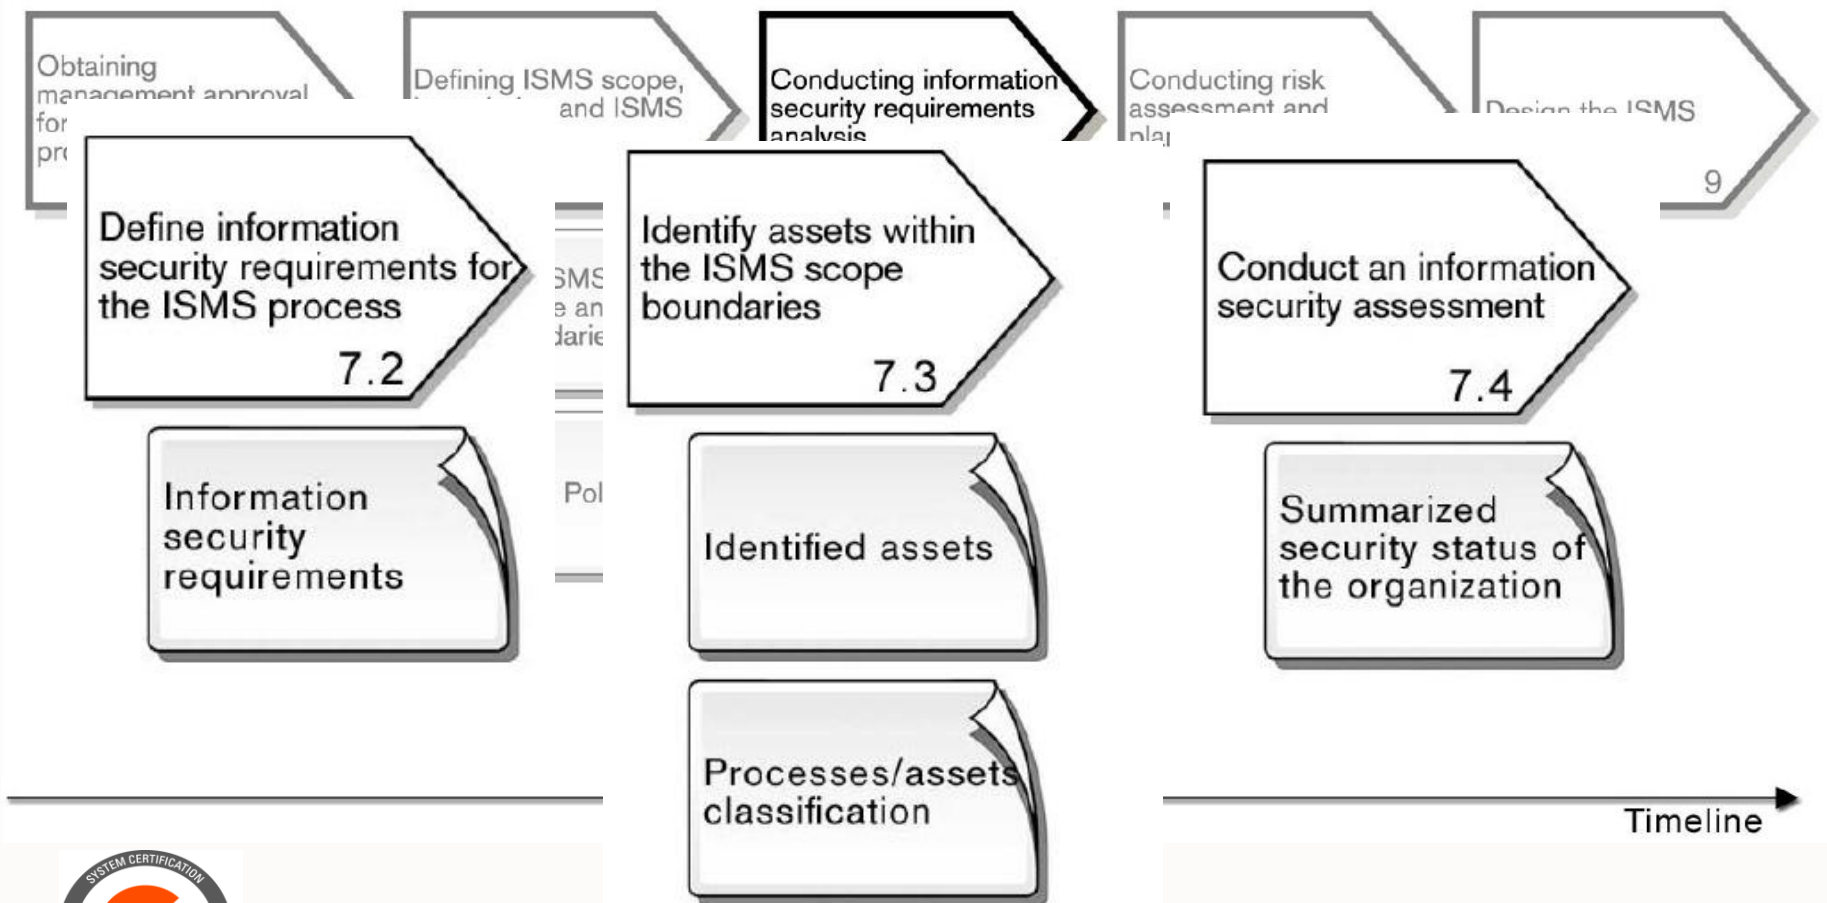 Obtaining
management approval
for
Defining ISMS scope,
and ISMS
Conducting information
security requirements
analysis
Conducting risk
assessment and
Design the ISMS
9
Define information
security requirements for
the ISMS process
7.2
Identify assets within
the ISMS scope
boundaries
7.3
Conduct an information
security assessment
7.4
Information
security
requirements
Identified assets
Summarized
security status of
the organization
Processes/assets
classification
Timeline
SYSTEM CERTIFICATION